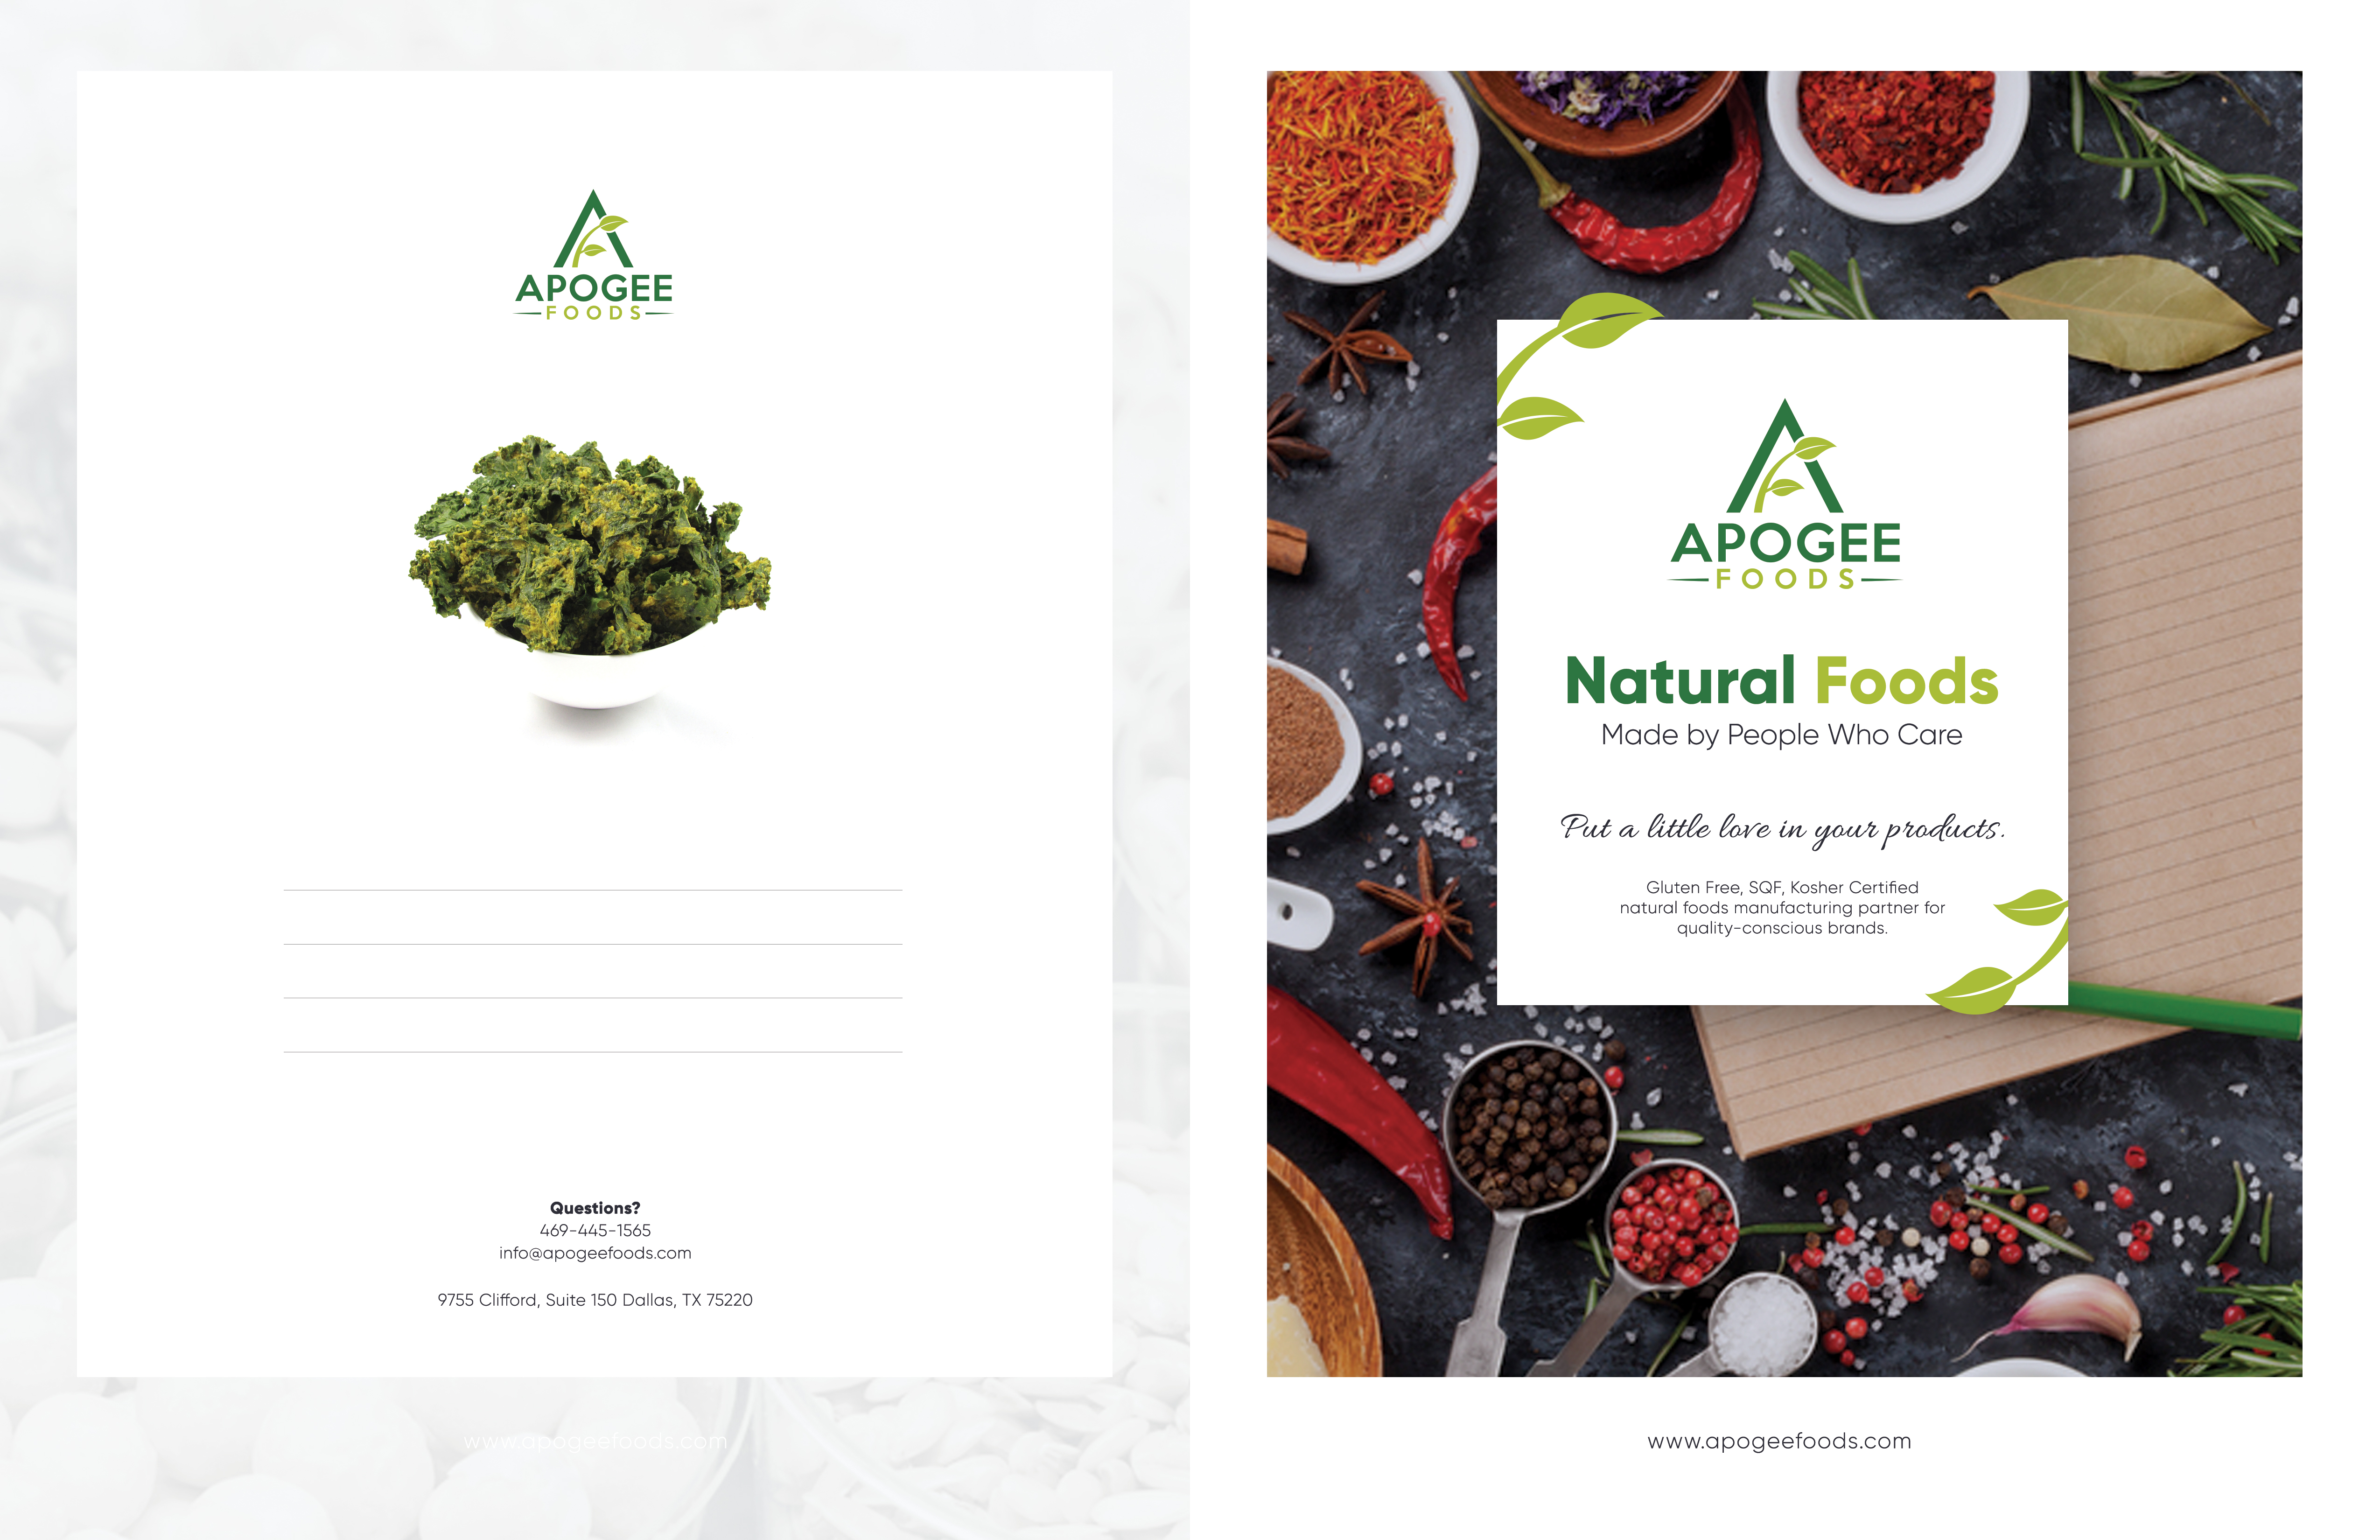 APOGEE
FOODS
Questions?
469-445-1565
info@apogeefoods.com
9755 Clifford, Suite 150 Dallas, TX 75220
www.apogeefoods.com
APOGEE
FOODS
Natural Foods
Made by People Who Care
Put a little love in your products.
Gluten Free, SQF, Kosher Certified
natural foods manufacturing partner for
quality-conscious brands.
www.apogeefoods.com